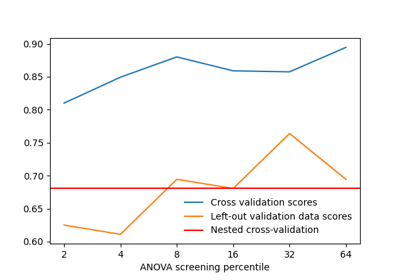 0.90
0.85
0.80
0.75
0.70
0.65
0.60
Cross validation scores
Left-out validation data scores
Nested cross-validation
2 4 8 16 32 64
ANOVA screening percentile